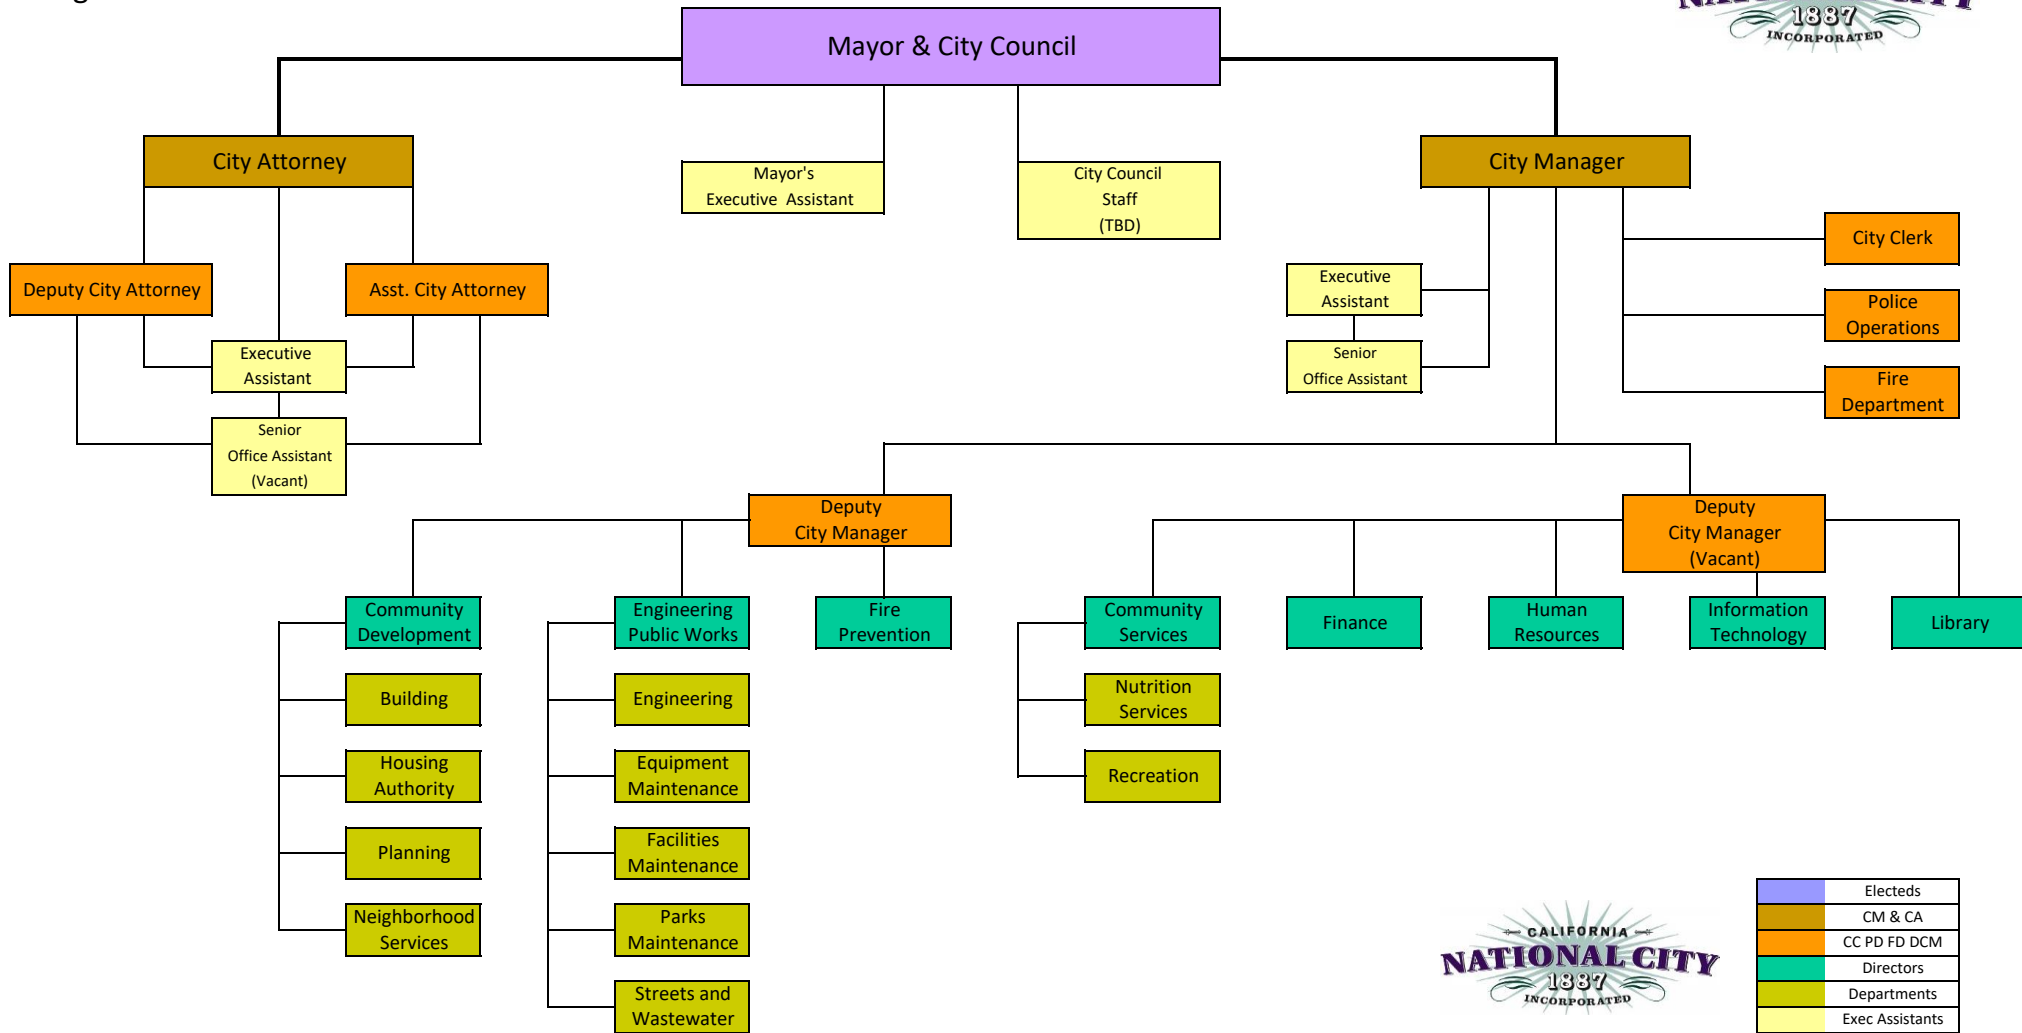 NATIONAL CITY
1887
INCORPORATED
Mayor & City Council
City Attorney
Mayor's
Executive Assistant
City Council
Staff
(TBD)
City Manager
City Clerk
Deputy City Attorney
Asst. City Attorney
Executive
Assistant
Police
Operations
Executive
Assistant
Senior
Office Assistant
Fire
Department
Senior
Office Assistant
(Vacant)
Deputy
City Manager
Deputy
City Manager
(Vacant)
Community
Development
Engineering
Public Works
Fire
Prevention
Community
Services
Finance
Human
Resources
Information
Technology
Library
Building
Engineering
Nutrition
Services
Housing
Authority
Equipment
Maintenance
Recreation
Planning
Facilities
Maintenance
Neighborhood
Services
Parks
Maintenance
Streets and
Wastewater
CALIFORNIA
NATIONAL CITY
1887
INCORPORATED
Electeds
CM & CA
CC PD FD DCM
Directors
Departments
Exec Assistants